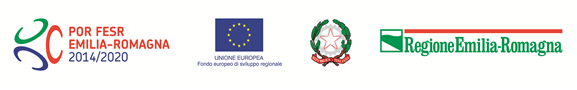 POR FESR
EMILIA-ROMAGNA
2014/2020
UNIONE EUROPEA
Fondo europeo di sviluppo regionale
RegioneEmilia-Romagna